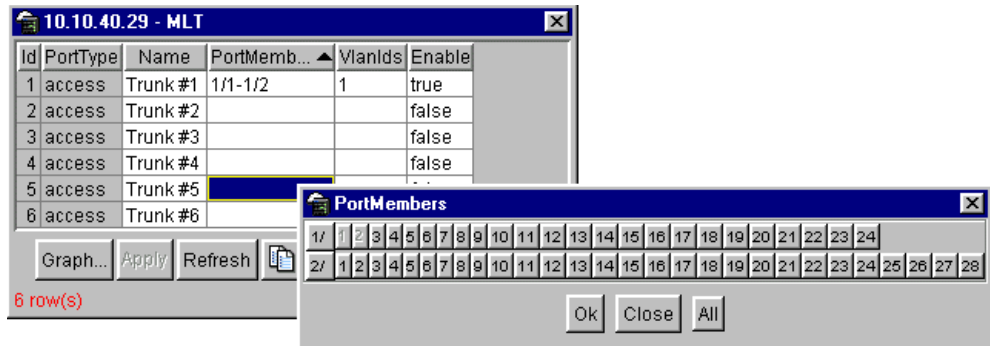 10.10.40.29 - MLT
Id PortType Name PortMemb... VlanIds Enable
1 access Trunk #1 1/1-1/2 1 true
2 access Trunk #2 false
3 access Trunk #3 false
4 access Trunk #4 false
5 access Trunk #5
6 access Trunk #6
Graph... Apply Refresh
6 row(s)
PortMembers
1/ 1 2 3 4 5 6 7 8 9 10 11 12 13 14 15 16 17 18 19 20 21 22 23 24
2/ 1 2 3 4 5 6 7 8 9 10 11 12 13 14 15 16 17 18 19 20 21 22 23 24 25 26 27 28
Ok Close All